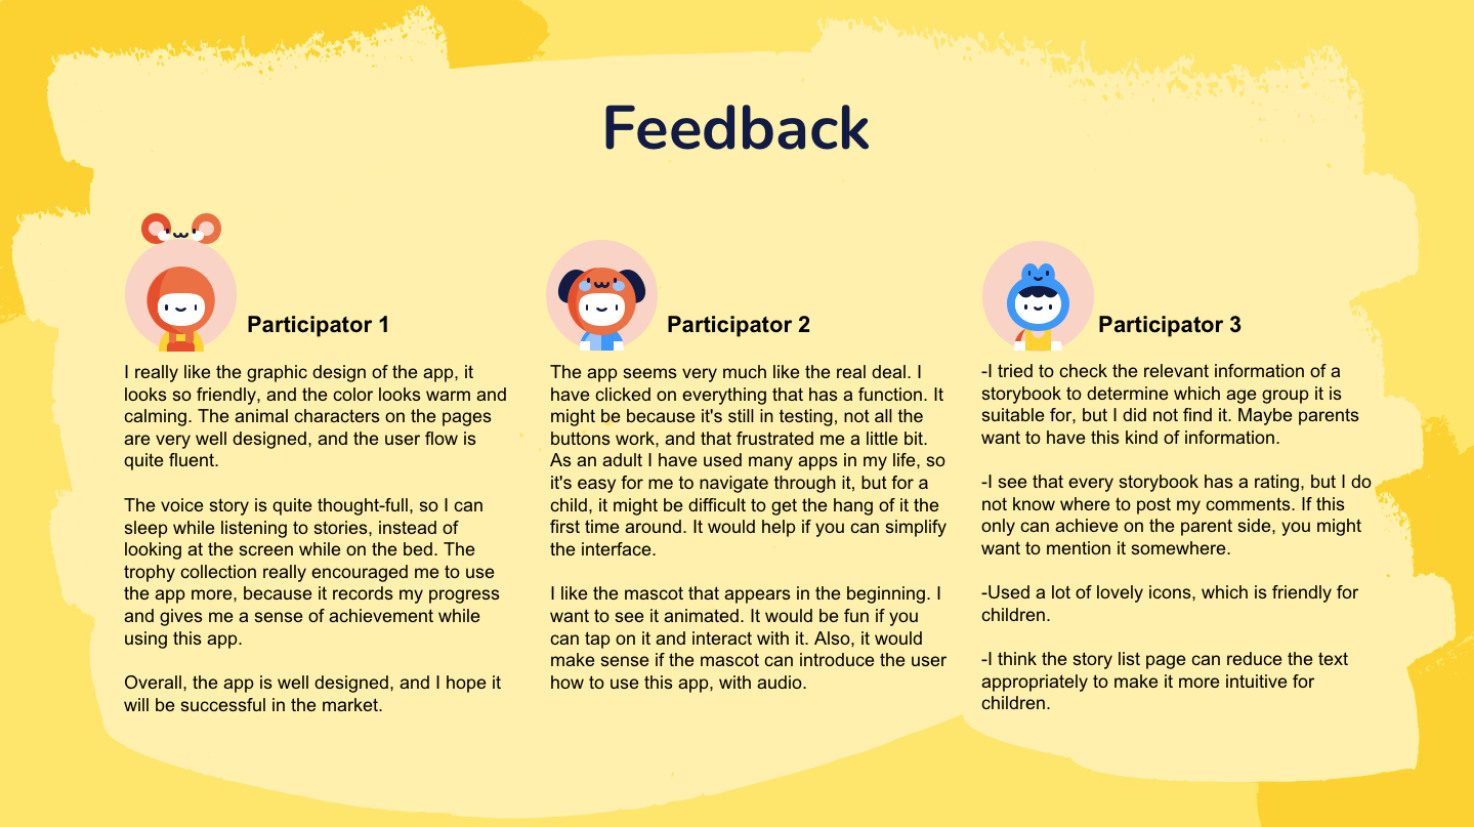 Feedback
Participator 1
I really like the graphic design of the app, it
looks so friendly, and the color looks warm and
calming. The animal characters on the pages
are very well designed, and the user flow is
quite fluent.
The voice story is quite thought-full, so I can
sleep while listening to stories, instead of
looking at the screen while on the bed. The
trophy collection really encouraged me to use
the app more, because it records my progress
and gives me a sense of achievement while
using this app.
Overall, the app is well designed, and I hope it
will be successful in the market.
Participator 2
The app seems very much like the real deal. I
have clicked on everything that has a function. It
might be because it's still in testing, not all the
buttons work, and that frustrated me a little bit.
As an adult I have used many apps in my life, so
it's easy for me to navigate through it, but for a
child, it might be difficult to get the hang of it the
first time around. It would help if you can simplify
the interface.
I like the mascot that appears in the beginning. I
want to see it animated. It would be fun if you
can tap on it and interact with it. Also, it would
make sense if the mascot can introduce the user
how to use this app, with audio.
Participator 3
-I tried to check the relevant information of a
storybook to determine which age group it is
suitable for, but I did not find it. Maybe parents
want to have this kind of information.
-I see that every storybook has a rating, but I do
not know where to post my comments. If this
only can achieve on the parent side, you might
want to mention it somewhere.
-Used a lot of lovely icons, which is friendly for
children.
-I think the story list page can reduce the text
appropriately to make it more intuitive for
children.